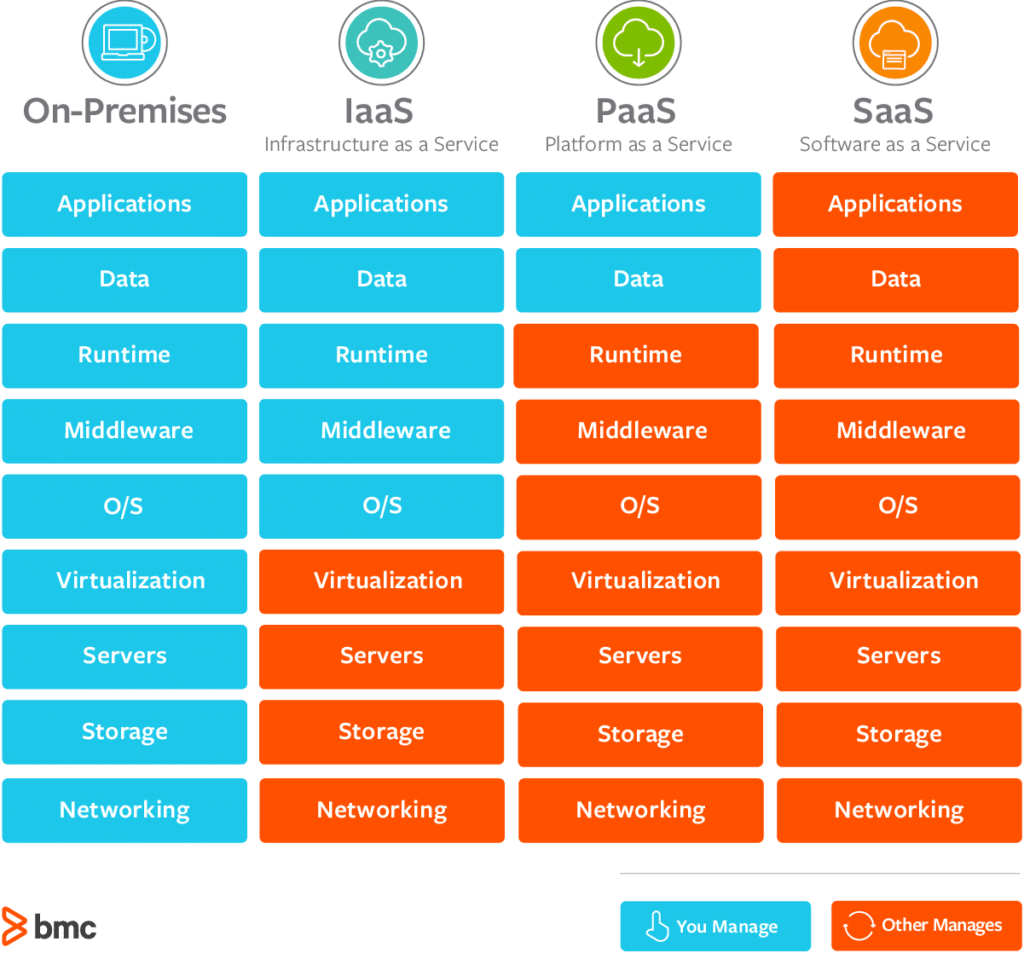 On-Premises IaaS PaaS SaaS
Infrastructure as a Service Platform as a Service Software as a Service
Applications Applications Applications Applications
Data Data Data Data
Runtime Runtime Runtime Runtime
Middleware Middleware Middleware Middleware
O/S O/S O/S O/S
Virtualization Virtualization Virtualization Virtualization
Servers Servers Servers Servers
Storage Storage Storage Storage
Networking Networking Networking Networking
bmc You Manage Other Manages